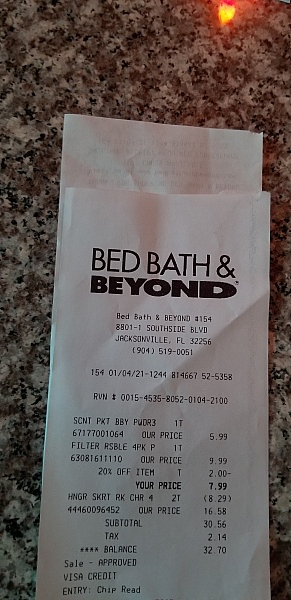 BED BATH &
BEYOND®
Bed Bath & BEYOND #154
8801-1 SOUTHSIDE BLVD
JACKSONVILLE, FL 32256
(904) 519-0051
154 01/04/21-1244 814667 52-5358
RVN # 0015-4535-8052-0104-2100
SCNT PKT BBY PWDR3 1T
67177001064 OUR PRICE 5.99
FILTER RSBLE 4PK P 1T
63081611110 OUR PRICE 9.99
20% OFF ITEM T 2.00-
YOUR PRICE 7.99
HNGR SKRT RK CHR 4 2T (8.29)
44460096452 OUR PRICE 16.58
SUBTOTAL 30.56
TAX 2.14
**** BALANCE 32.70
Sale - APPROVED
VISA CREDIT
ENTRY: Chip Read